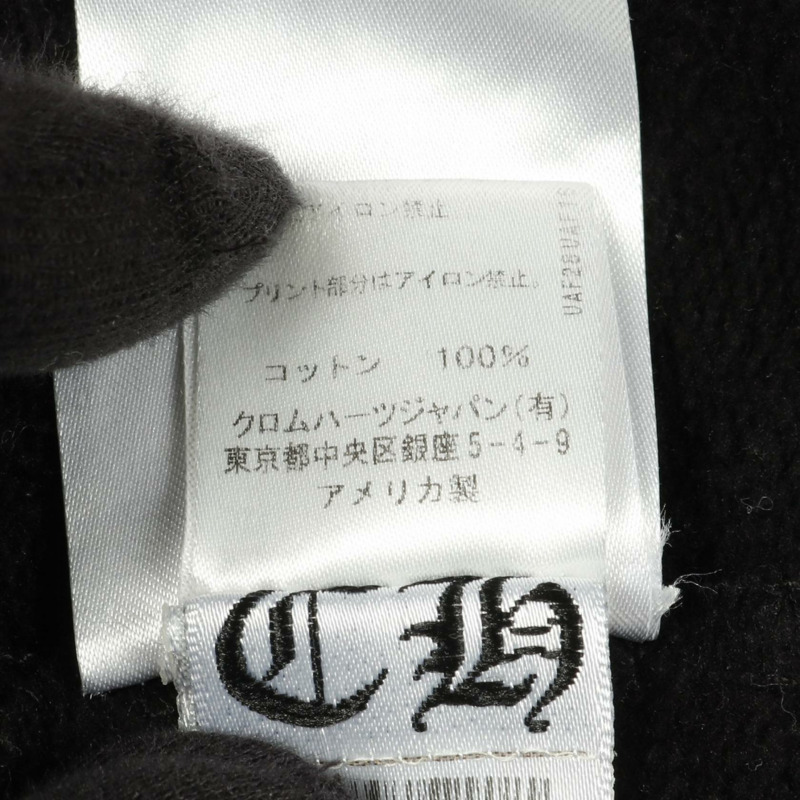 アイロン禁止
プリント部分はアイロン禁止。
コットン 100%
クロムハーツジャパン(有)
東京都中央区銀座5-4-9
アメリカ製
CH